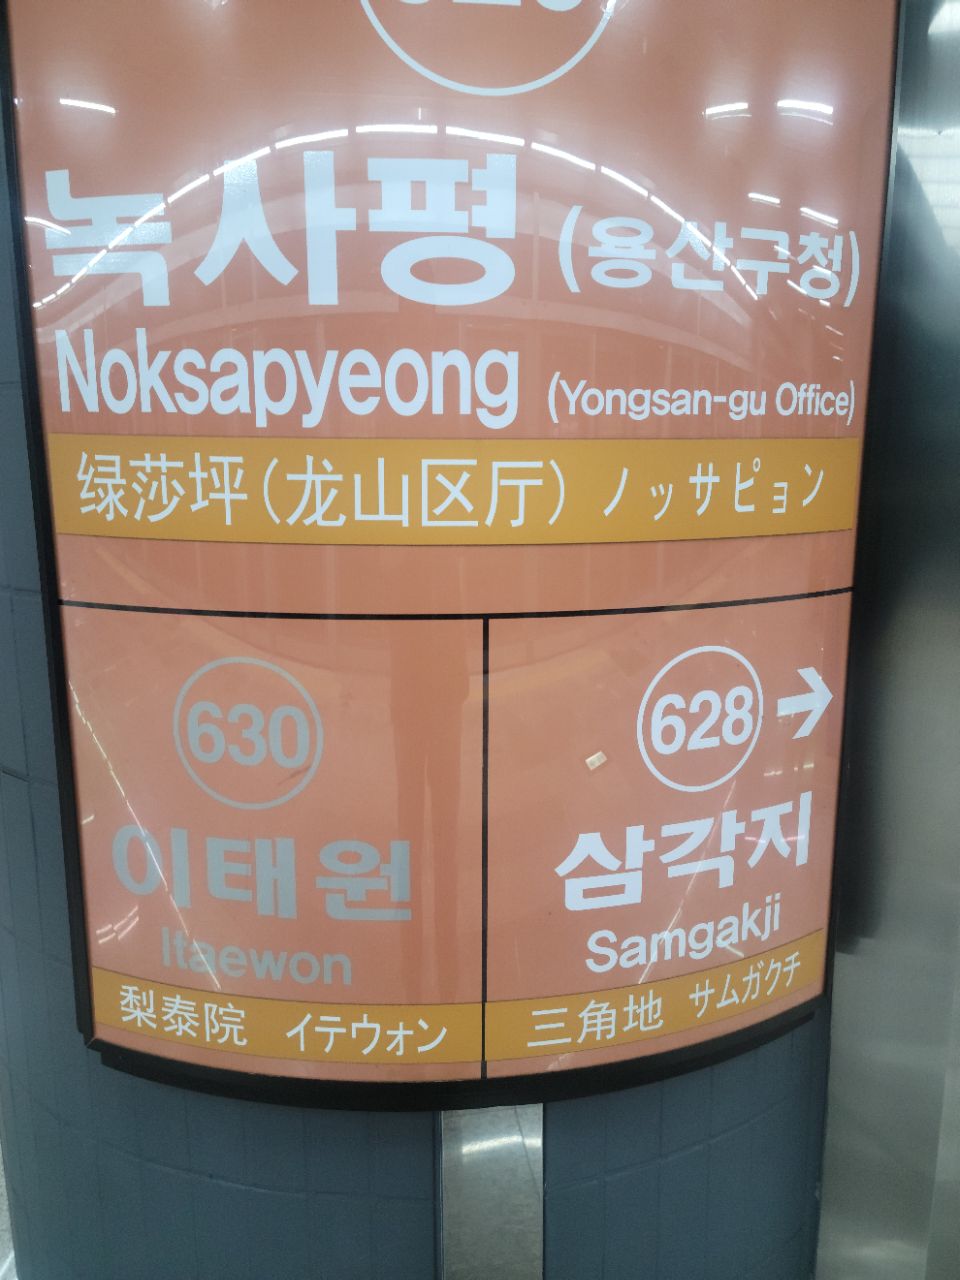 녹사평 (용산구청)
Noksapyeong (Yongsan-gu Office)
绿莎坪(龙山区厅) ノッサピョン
630
이태원
Itaewon
梨泰院 イテウォン
628 →
삼각지
Samgakji
三角地 サムガクチ